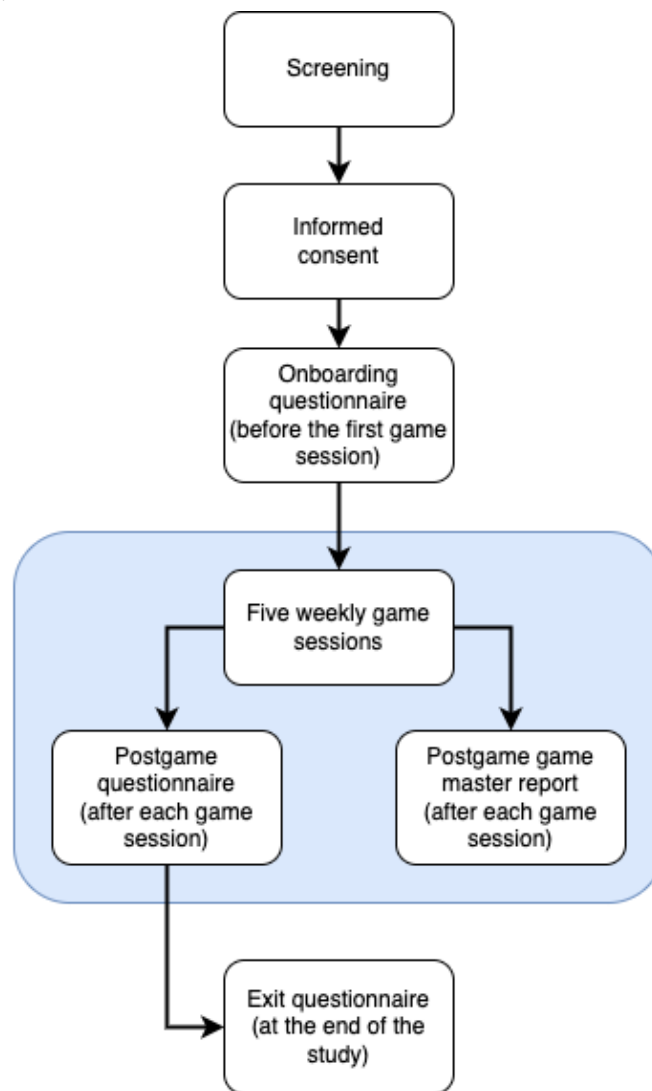 Screening
Informed
consent
Onboarding
questionnaire
(before the first game
session)
Five weekly game
sessions
Postgame
questionnaire
(after each game
session)
Postgame game
master report
(after each game
session)
Exit questionnaire
(at the end of the
study)